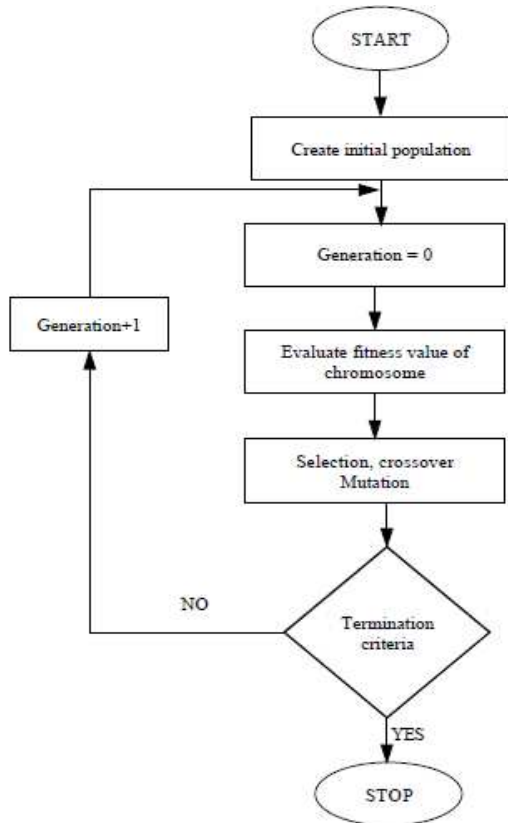 START
Create initial population
Generation = 0
Generation+1
Evaluate fitness value of
chromosome
Selection, crossover
Mutation
NO
Termination
criteria
YES
STOP